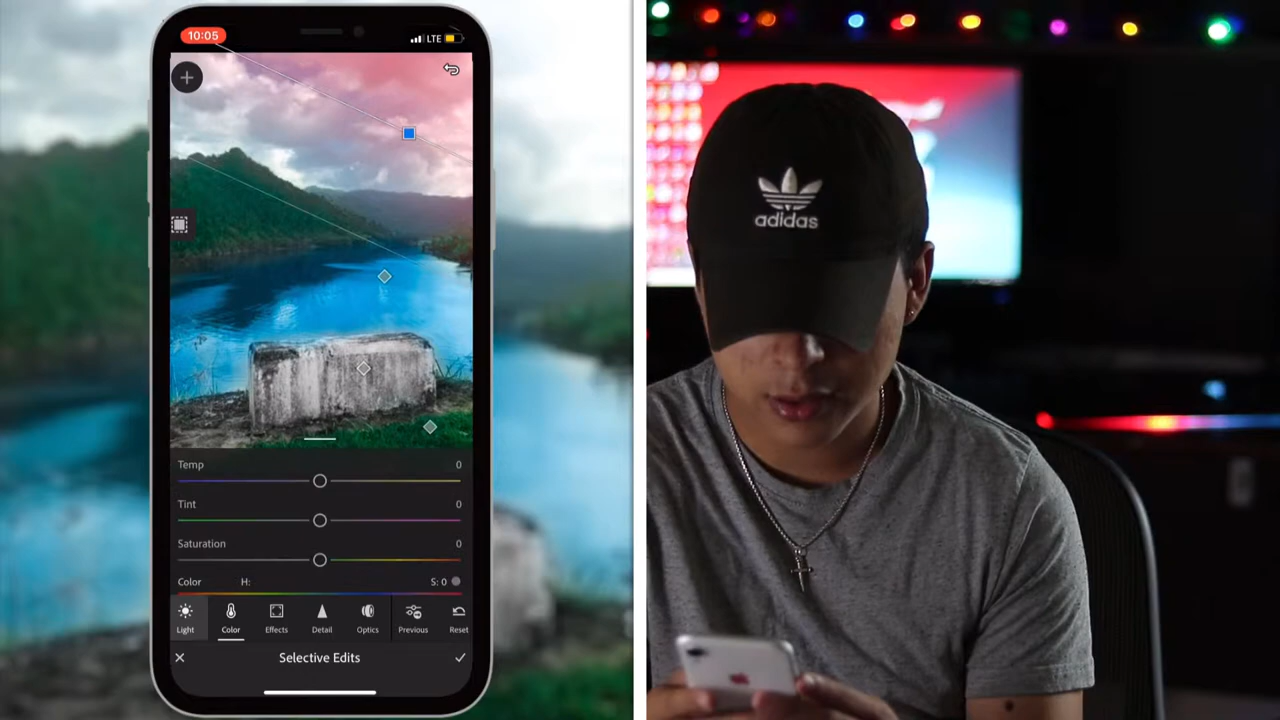 10:05
LTE
Temp 0
Tint 0
Saturation 0
Color H: S: 0
Light Color Effects Detail Optics Previous Reset
Selective Edits
adidas